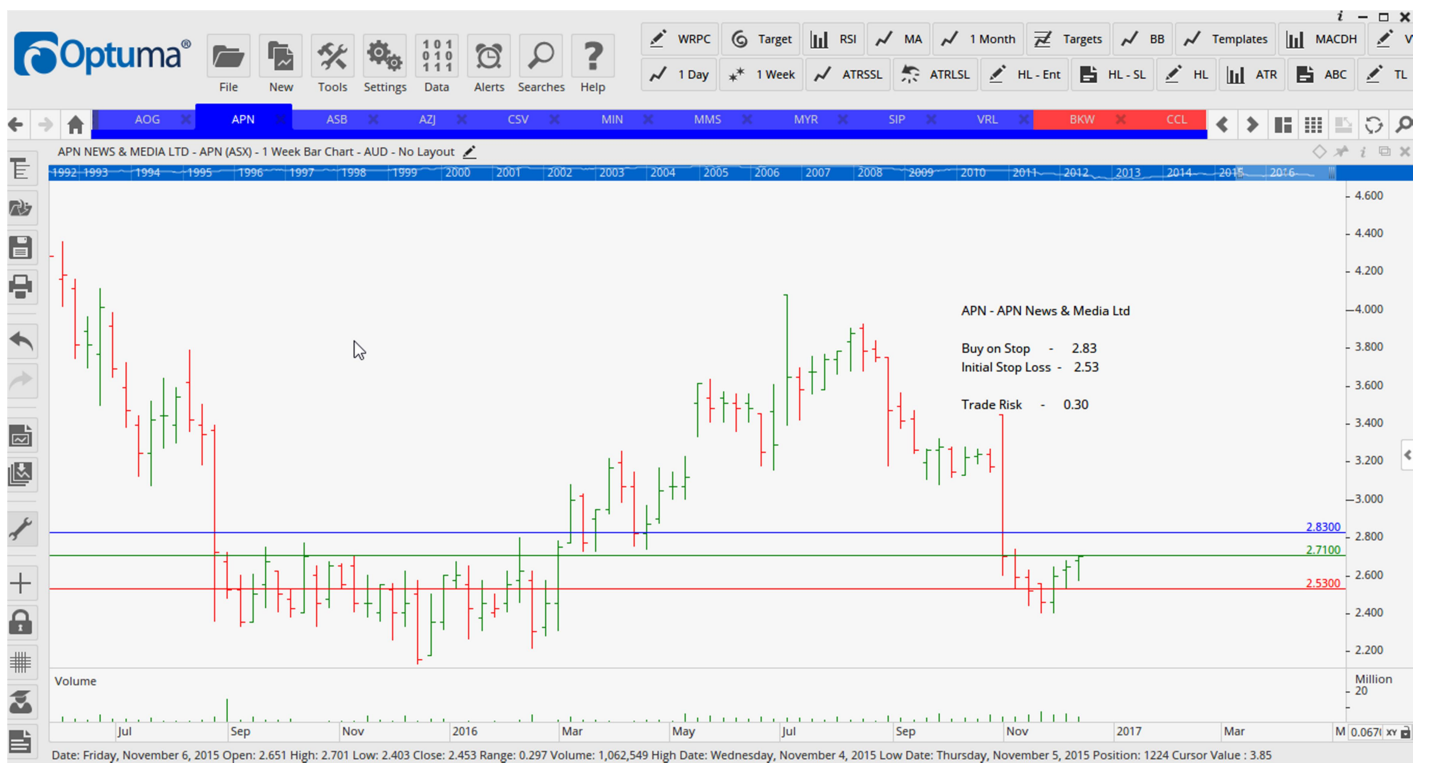 i
Optuma®
File New Tools Settings Data Alerts Searches Help
101
010
111
WRPC Target RSI MA 1 Month Targets BB Templates MACDH V
1 Day 1 Week ATRSSL ATRLSL HL - Ent HL - SL HL ATR ABC TL
AOG APN ASB AZJ CSV MIN MMS MYR SIP VRL BKW CCL
APN NEWS & MEDIA LTD - APN (ASX) - 1 Week Bar Chart - AUD - No Layout
i
1992 1993 1994 1995 1996 1997 1998 1999 2000 2001 2002 2003 2004 2005 2006 2007 2008 2009 2010 2011 2012 2013 2014 2015 2016
4.600
4.400
4.200
4.000
APN - APN News & Media Ltd
3.800
Buy on Stop - 2.83
Initial Stop Loss - 2.53
3.600
Trade Risk - 0.30
3.400
3.200
3.000
2.8300
2.800
2.7100
2.600
2.5300
2.400
2.200
Volume
Million
20
Jul Sep Nov 2016 Mar May Jul Sep Nov 2017 Mar M 0.067( XY
Date: Friday, November 6, 2015 Open: 2.651 High: 2.701 Low: 2.403 Close: 2.453 Range: 0.297 Volume: 1,062,549 High Date: Wednesday, November 4, 2015 Low Date: Thursday, November 5, 2015 Position: 1224 Cursor Value : 3.85